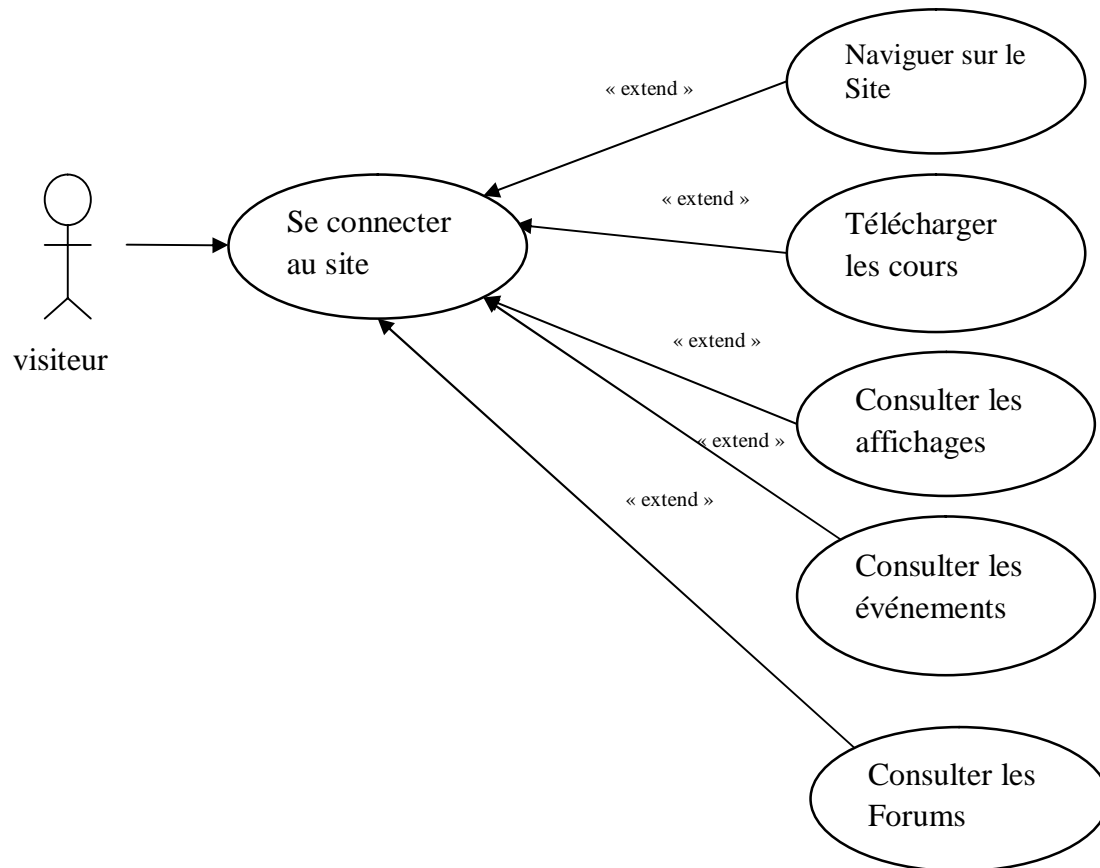 Naviguer sur le
Site
« extend »
« extend »
Se connecter
au site
Télécharger
les cours
visiteur
« extend »
Consulter les
affichages
« extend »
« extend »
Consulter les
événements
Consulter les
Forums